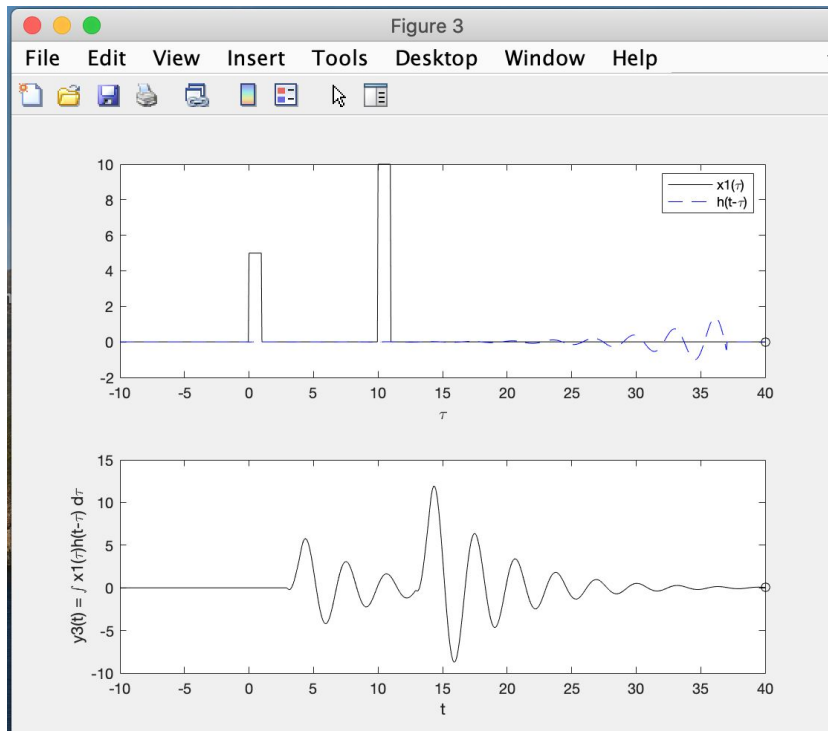 Figure 3
File Edit View Insert Tools Desktop Window Help
10
8
6
4
2
0
-2
x1(τ)
h(t-τ)
-10 -5 0 5 10 15 20 25 30 35 40
τ
15
10
5
0
-5
-10
y3(t) = ∫ x1(τ)h(t-τ) dτ
-10 -5 0 5 10 15 20 25 30 35 40
t